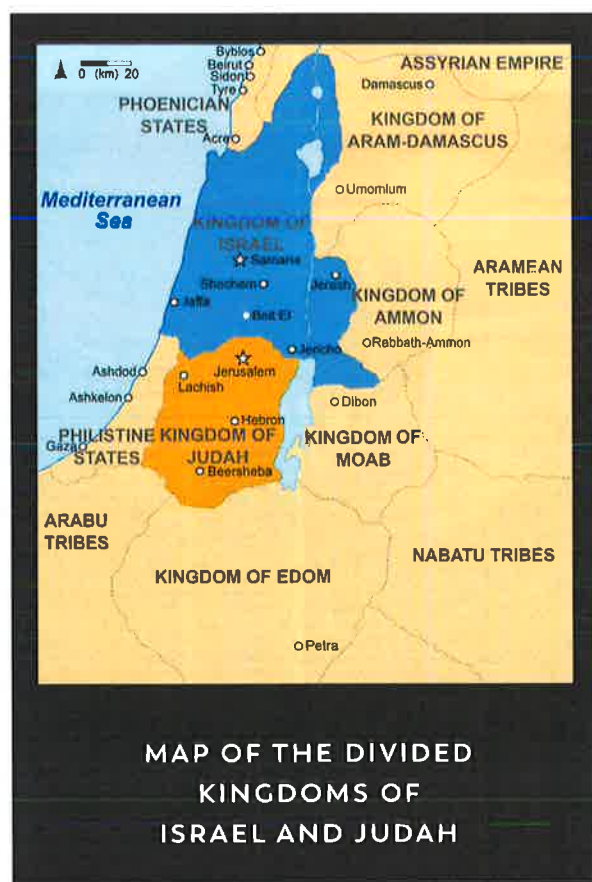 Byblos
Beirut
Sidon
Tyre
0 (km) 20
ASSYRIAN EMPIRE
Damascus
PHOENICIAN
STATES
KINGDOM OF
ARAM-DAMASCUS
Acre
Mediterranean
Sea
KINGDOM OF
ISRAEL
Samaria
Shechem
Jaffa
Beit El
Jerash
KINGDOM OF
AMMON
ARAMEAN
TRIBES
Rabbath-Ammon
Jericho
Jerusalem
Ashdod
Lachish
Ashkelon
Dibon
Hebron
Gaza
PHILISTINE
STATES
KINGDOM OF
JUDAH
Beersheba
KINGDOM OF
MOAB
ARABU
TRIBES
NABATU TRIBES
KINGDOM OF EDOM
Petra
MAP OF THE DIVIDED
KINGDOMS OF
ISRAEL AND JUDAH